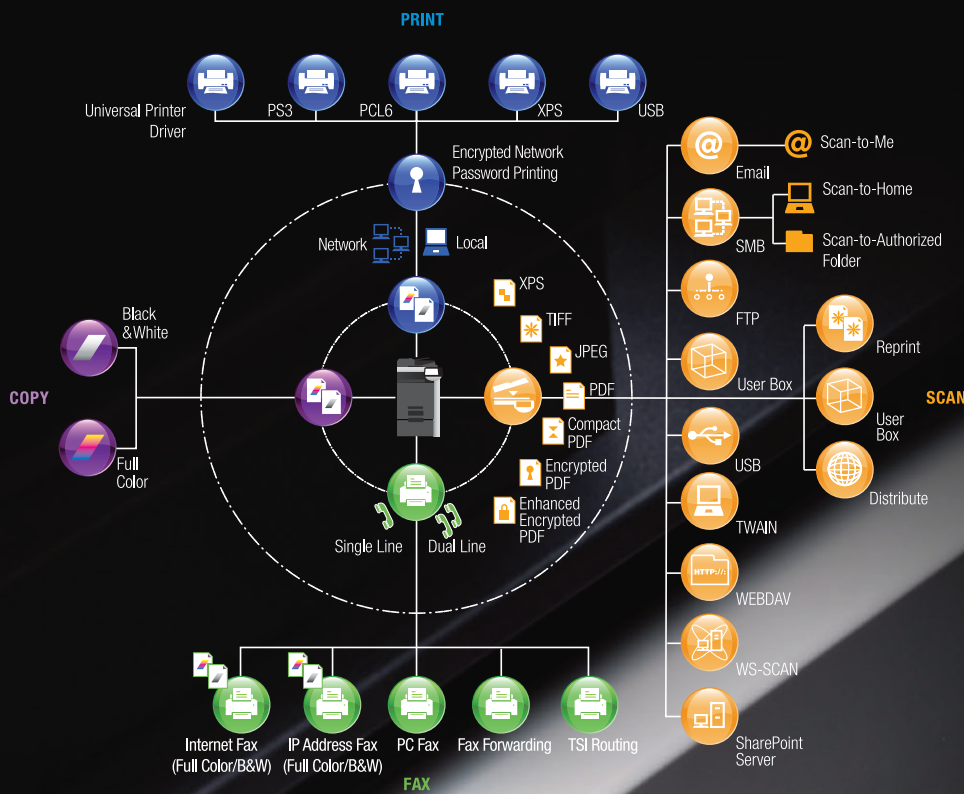 PRINT
Universal Printer
Driver
PS3
PCL6
XPS
USB
Encrypted Network
Password Printing
Network
Local
@
Email
@
Scan-to-Me
SMB
Scan-to-Home
Scan-to-Authorized
Folder
FTP
User Box
USB
TWAIN
HTTP://:
WEBDAV
WS-SCAN
SharePoint
Server
Reprint
User
Box
Distribute
SCAN
XPS
TIFF
JPEG
PDF
Compact
PDF
Encrypted
PDF
Enhanced
Encrypted
PDF
COPY
Black
& White
Full
Color
Single Line
Dual Line
Internet Fax
(Full Color/B&W)
IP Address Fax
(Full Color/B&W)
PC Fax
Fax Forwarding
TSI Routing
FAX